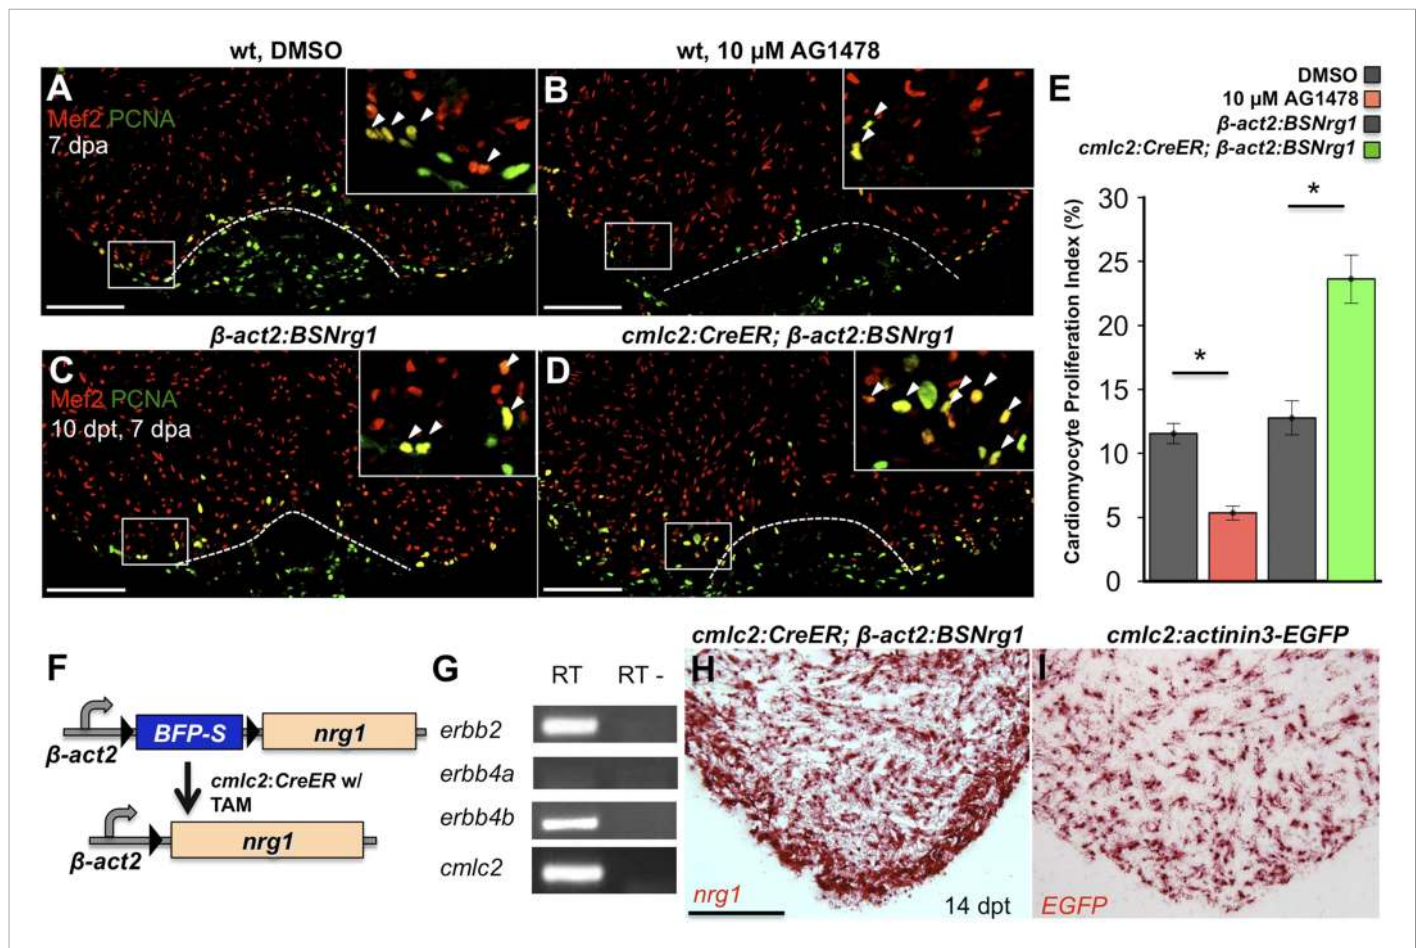 wt, DMSO
wt, 10 µM AG1478
A
Mef2 PCNA
7 dpa
B
β-act2:BSNrg1
cmlc2:CreER; β-act2:BSNrg1
C
Mef2 PCNA
10 dpt, 7 dpa
D
E
DMSO
10 µM AG1478
β-act2:BSNrg1
cmlc2:CreER; β-act2:BSNrg1
Cardiomyocyte Proliferation Index (%)
30
25
20
15
10
5
0
*
*
F
BFP-S
nrg1
β-act2
cmlc2:CreER w/
TAM
nrg1
β-act2
G
RT
RT -
erbb2
erbb4a
erbb4b
cmlc2
cmlc2:CreER; β-act2:BSNrg1
H
nrg1
14 dpt
cmlc2:actinin3-EGFP
I
EGFP